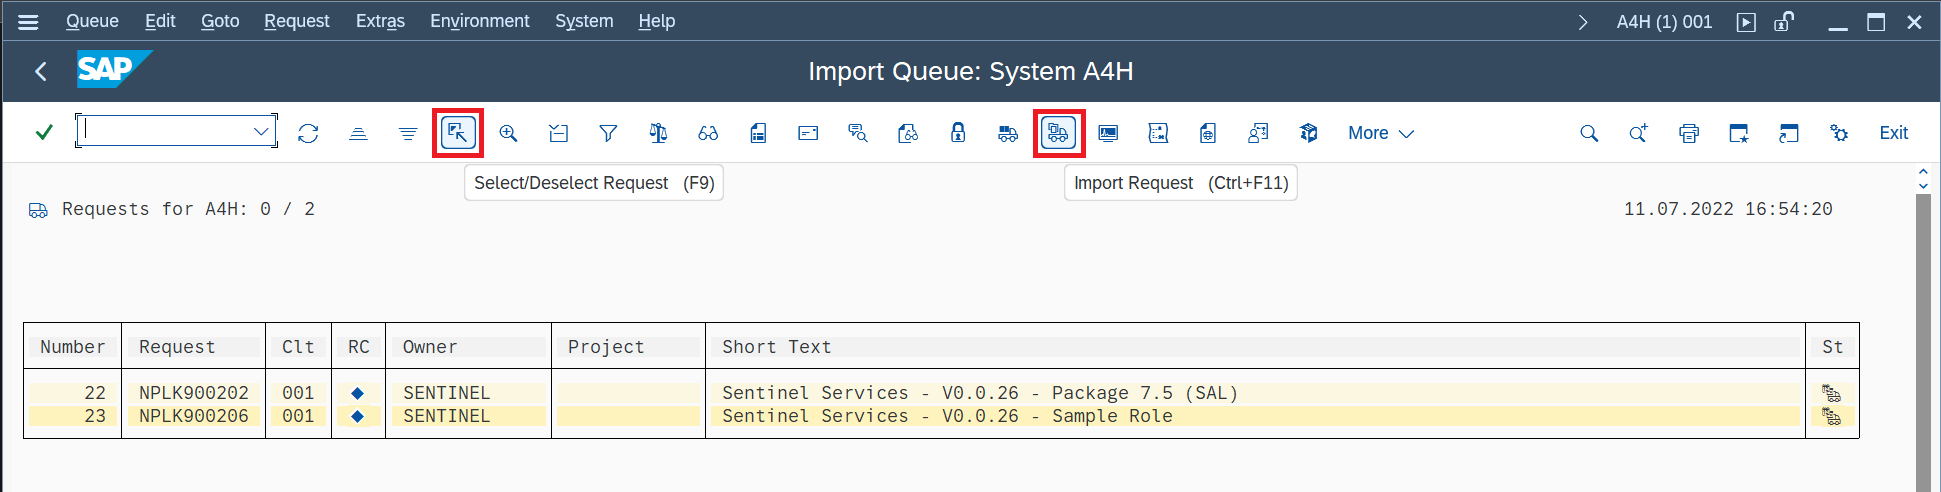 Queue Edit Goto Request Extras Environment System Help A4H (1) 001
SAP Import Queue: System A4H
More Exit
Select/Deselect Request (F9) Import Request (Ctrl+F11)
Requests for A4H: 0 / 2 11.07.2022 16:54:20
Number Request Clt RC Owner Project Short Text St
22 NPLK900202 001 SENTINEL Sentinel Services - V0.0.26 - Package 7.5 (SAL)
23 NPLK900206 001 SENTINEL Sentinel Services - V0.0.26 - Sample Role